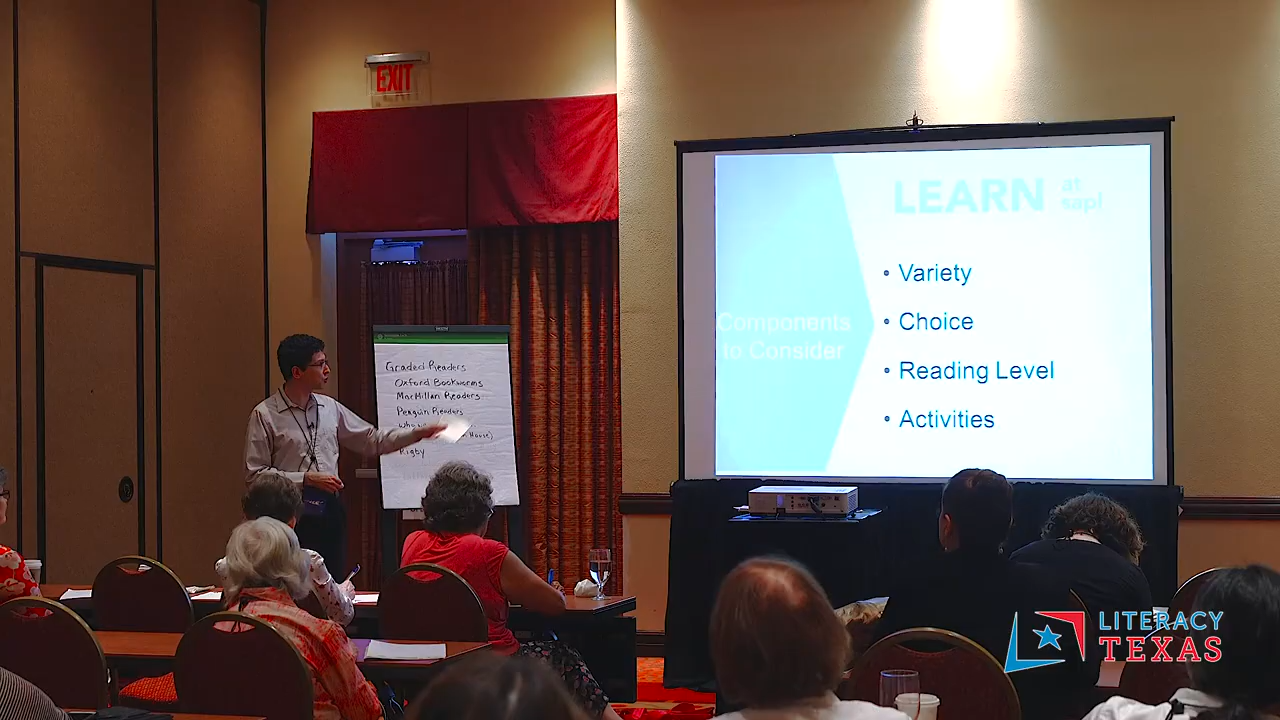 EXIT
Graded Readers
Oxford Bookworms
MacMillan Readers
Penguin Readers
House)
Rigby
LEARN at
sapl
Components
to Consider
• Variety
• Choice
• Reading Level
• Activities
LITERACY
TEXAS